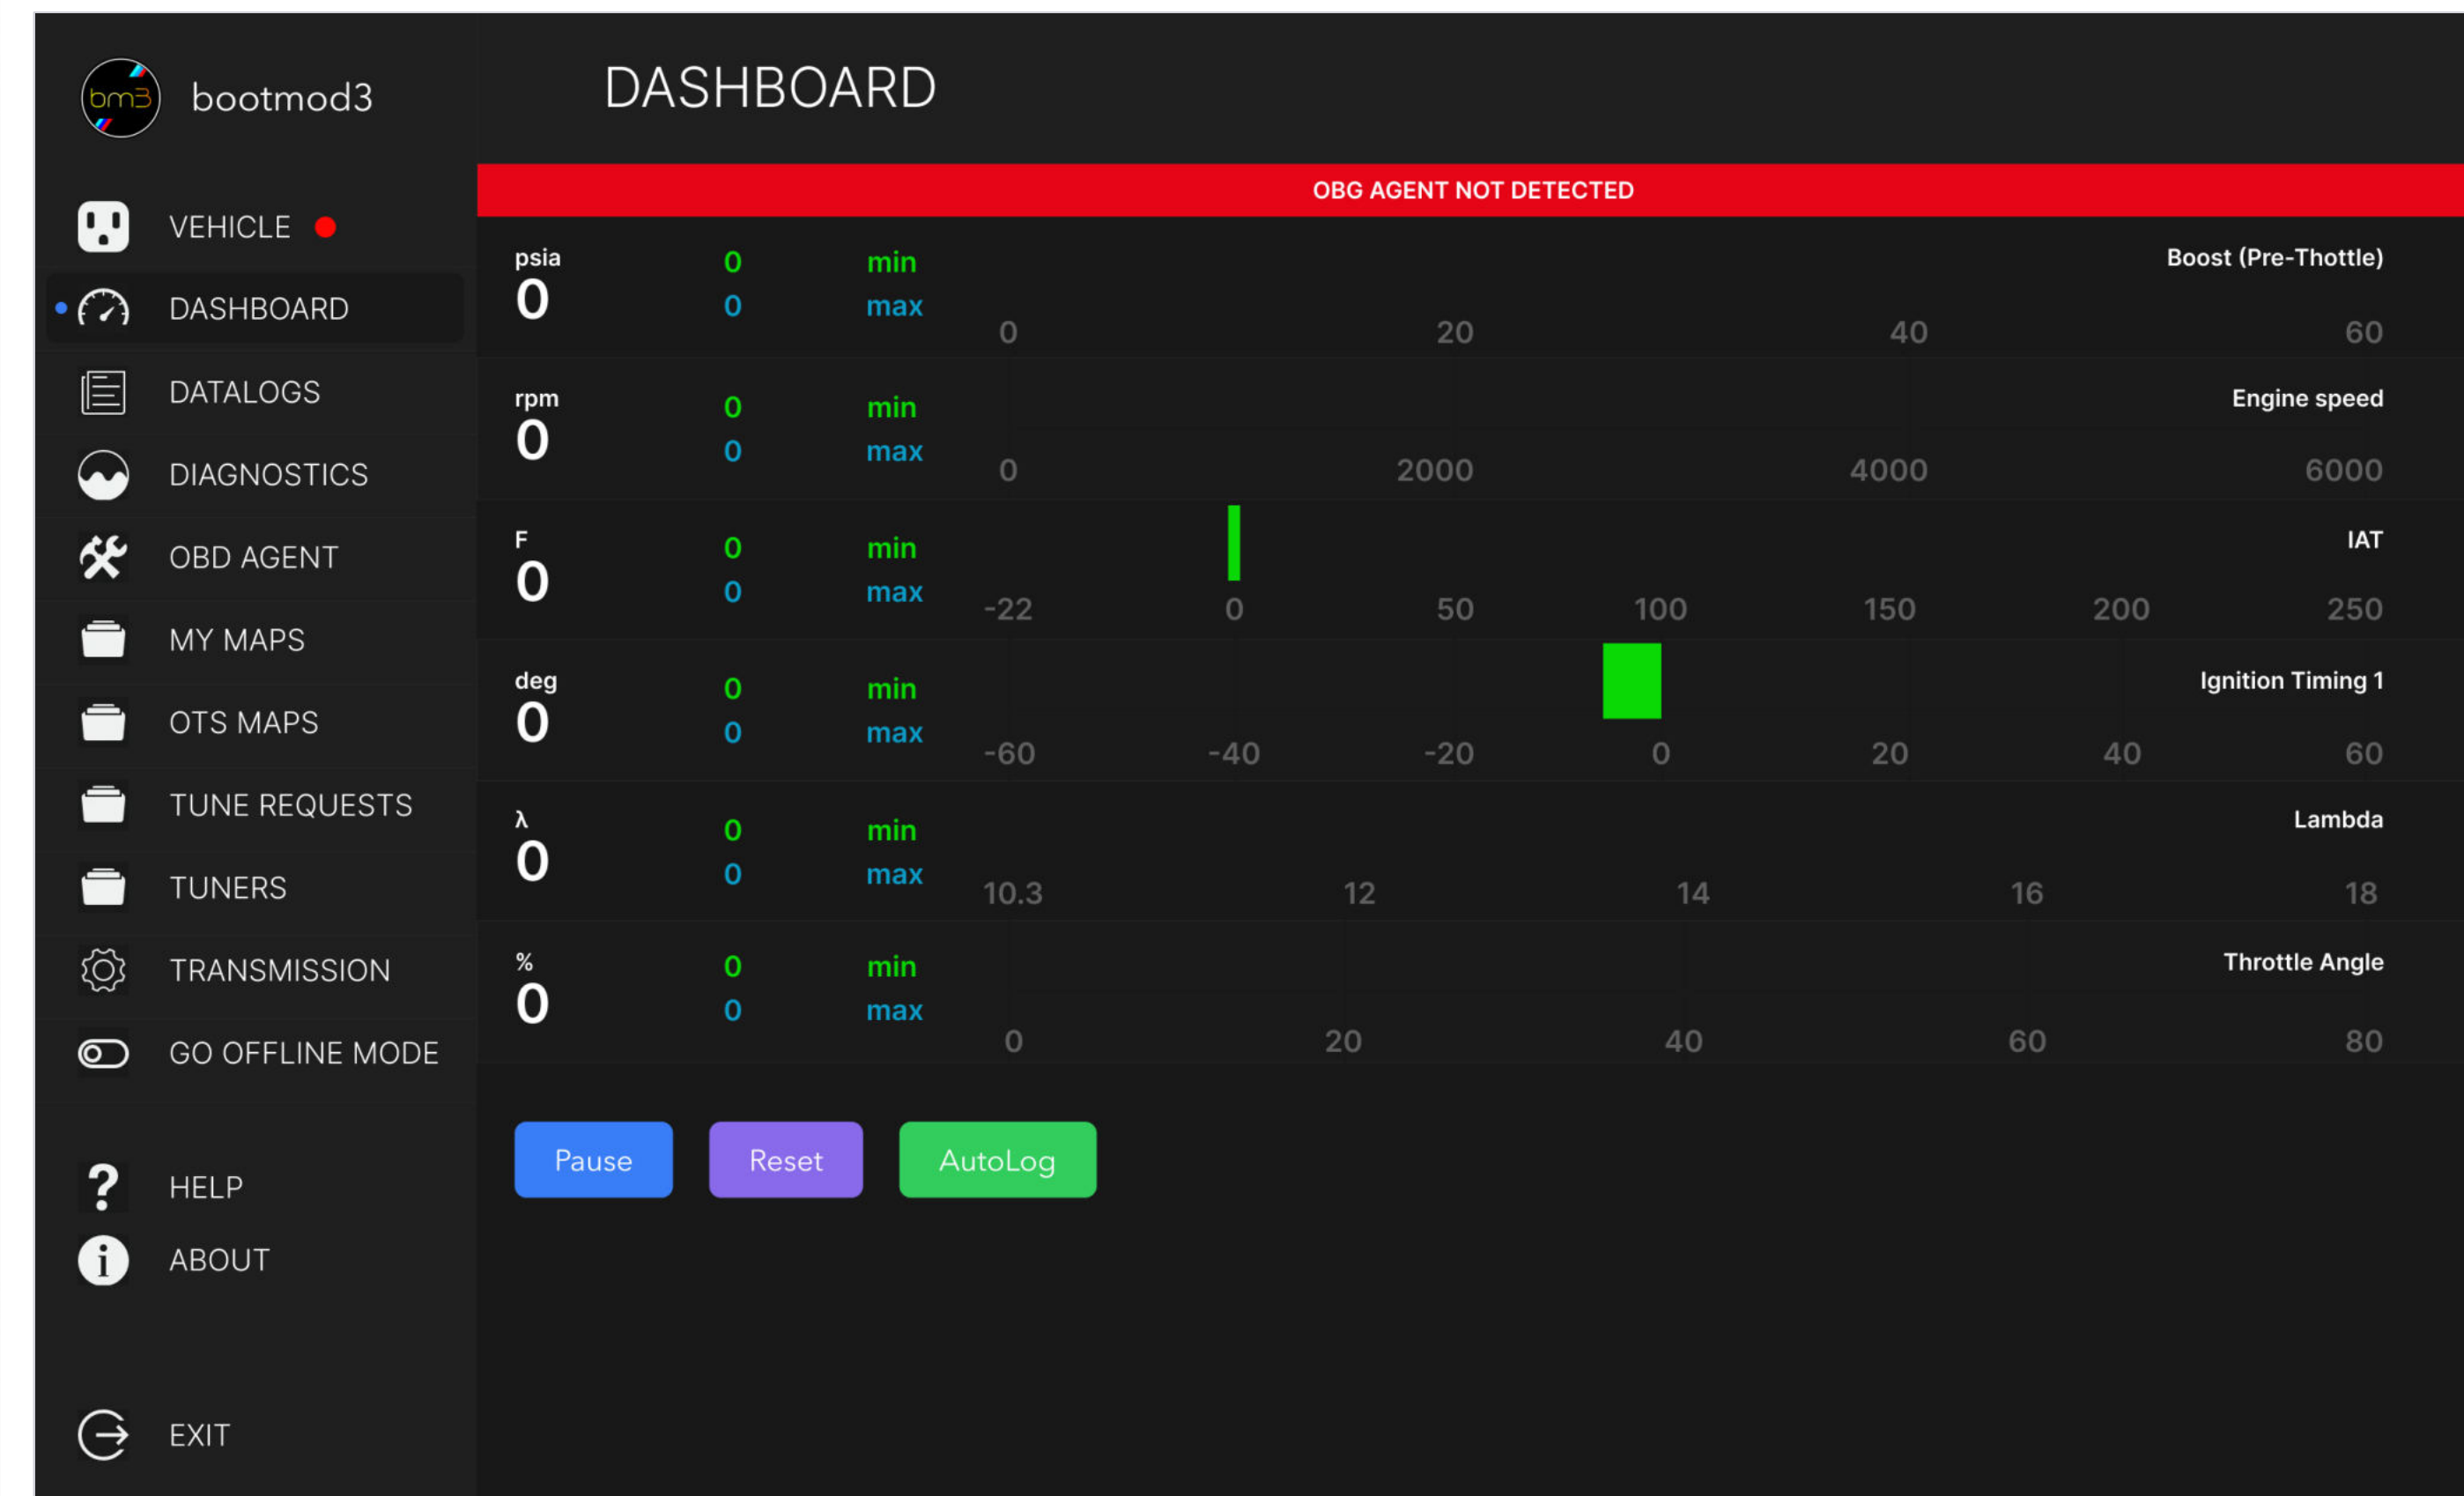 bm3
bootmod3
DASHBOARD
VEHICLE
DASHBOARD
DATALOGS
DIAGNOSTICS
OBD AGENT
MY MAPS
OTS MAPS
TUNE REQUESTS
TUNERS
TRANSMISSION
GO OFFLINE MODE
HELP
ABOUT
EXIT
OBG AGENT NOT DETECTED
psia 0 min Boost (Pre-Thottle)
0 0 max
0 20 40 60
rpm 0 min Engine speed
0 0 max
0 2000 4000 6000
F 0 min IAT
0 0 max
-22 0 50 100 150 200 250
deg 0 min Ignition Timing 1
0 0 max
-60 -40 -20 0 20 40 60
λ 0 min Lambda
0 0 max
10.3 12 14 16 18
% 0 min Throttle Angle
0 0 max
0 20 40 60 80
Pause Reset AutoLog